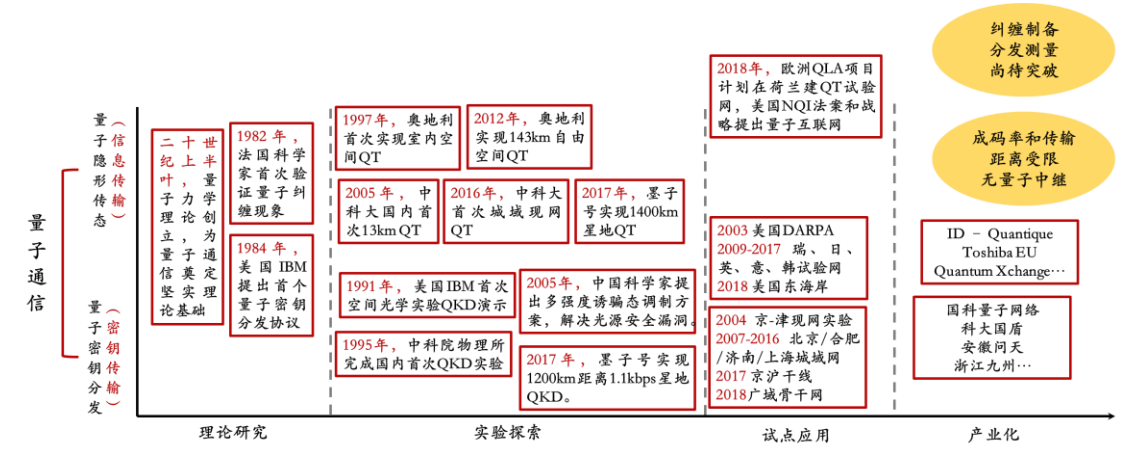 量子通信
量子隐形传态
（信息传输）
量子密钥分发
（密钥传输）
二十世
纪上半
叶，量
子力学
理论创
立，为
量子通
信奠定
坚实理
论基础
1982年，
法国科学
家首次验
证量子纠
缠现象
1984年，
美国IBM
提出首个
量子密钥
分发协议
1997年，奥地利
首次实现室内空
间QT
2012年，奥地利
实现143km自由
空间QT
2005年，中
科大国内首
次13km QT
2016年，中科大
首次城域现网
QT
2017年，墨子
号实现1400km
星地QT
1991年，美国IBM首次
空间光学实验QKD演示
2005年，中国科学家提
出多强度诱骗态调制方
案，解决光源安全漏洞。
1995年，中科院物理所
完成国内首次QKD实验
2017年，墨子号实现
1200km距离1.1kbps星地
QKD。
2018年，欧洲QLA项目
计划在荷兰建QT试验
网，美国NQI法案和战
略提出量子互联网
2003美国DARPA
2009-2017 瑞、日、
英、意、韩试验网
2018美国东海岸
2004 京-津现网实验
2007-2016 北京/合肥
/济南/上海城域网
2017京沪干线
2018广域骨干网
纠缠制备
分发测量
尚待突破
成码率和传输
距离受限
无量子中继
ID – Quantique
Toshiba EU
Quantum Xchange…
国科量子网络
科大国盾
安徽问天
浙江九州…
理论研究
实验探索
试点应用
产业化